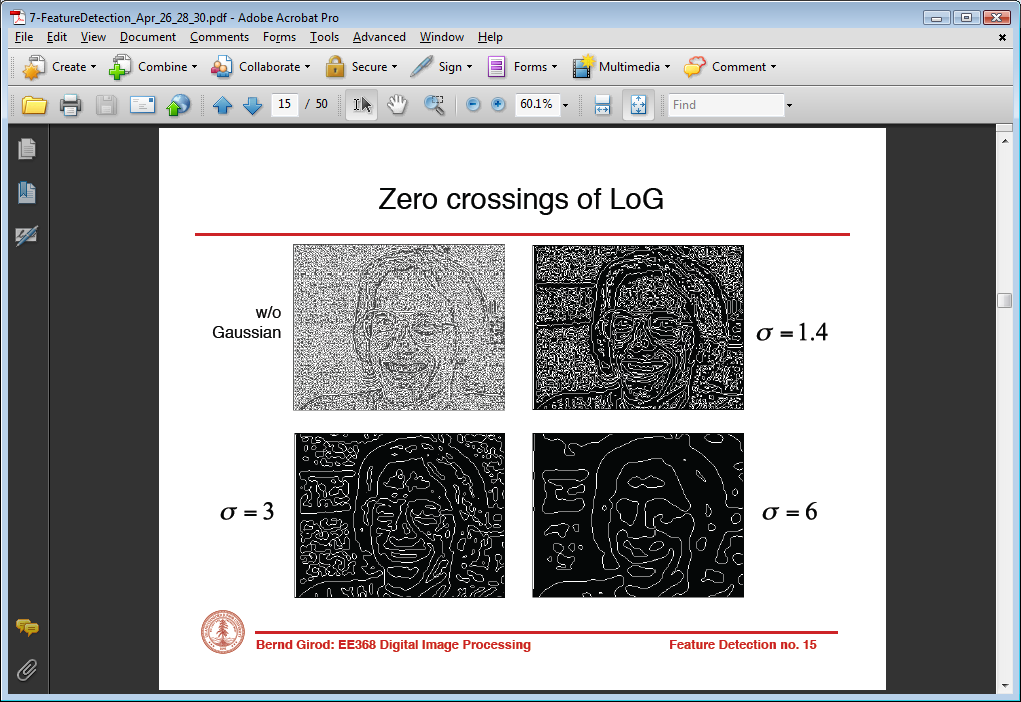 7-FeatureDetection_Apr_26_28_30.pdf - Adobe Acrobat Pro
File Edit View Document Comments Forms Tools Advanced Window Help
Create Combine Collaborate Secure Sign Forms Multimedia Comment
15 / 50 60.1% Find
Zero crossings of LoG
w/o
Gaussian
σ = 1.4
σ = 3
σ = 6
Bernd Girod: EE368 Digital Image Processing
Feature Detection no. 15